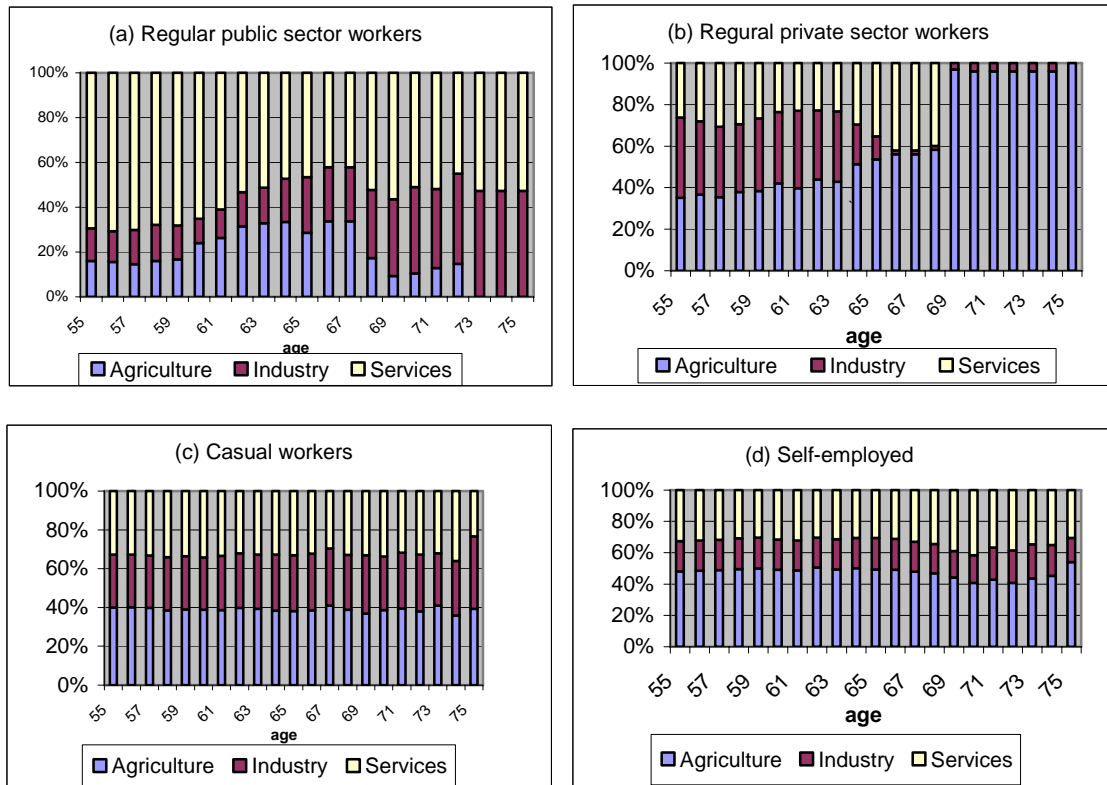 (a) Regular public sector workers
100%
80%
60%
40%
20%
0%
55 57 59 61 63 65 67 69 71 73 75
age
Agriculture Industry Services
(b) Regural private sector workers
100%
80%
60%
40%
20%
0%
55 57 59 61 63 65 67 69 71 73 75
age
Agriculture Industry Services
(c) Casual workers
100%
80%
60%
40%
20%
0%
55 57 59 61 63 65 67 69 71 73 75
age
Agriculture Industry Services
(d) Self-employed
100%
80%
60%
40%
20%
0%
55 57 59 61 63 65 67 69 71 73 75
age
Agriculture Industry Services